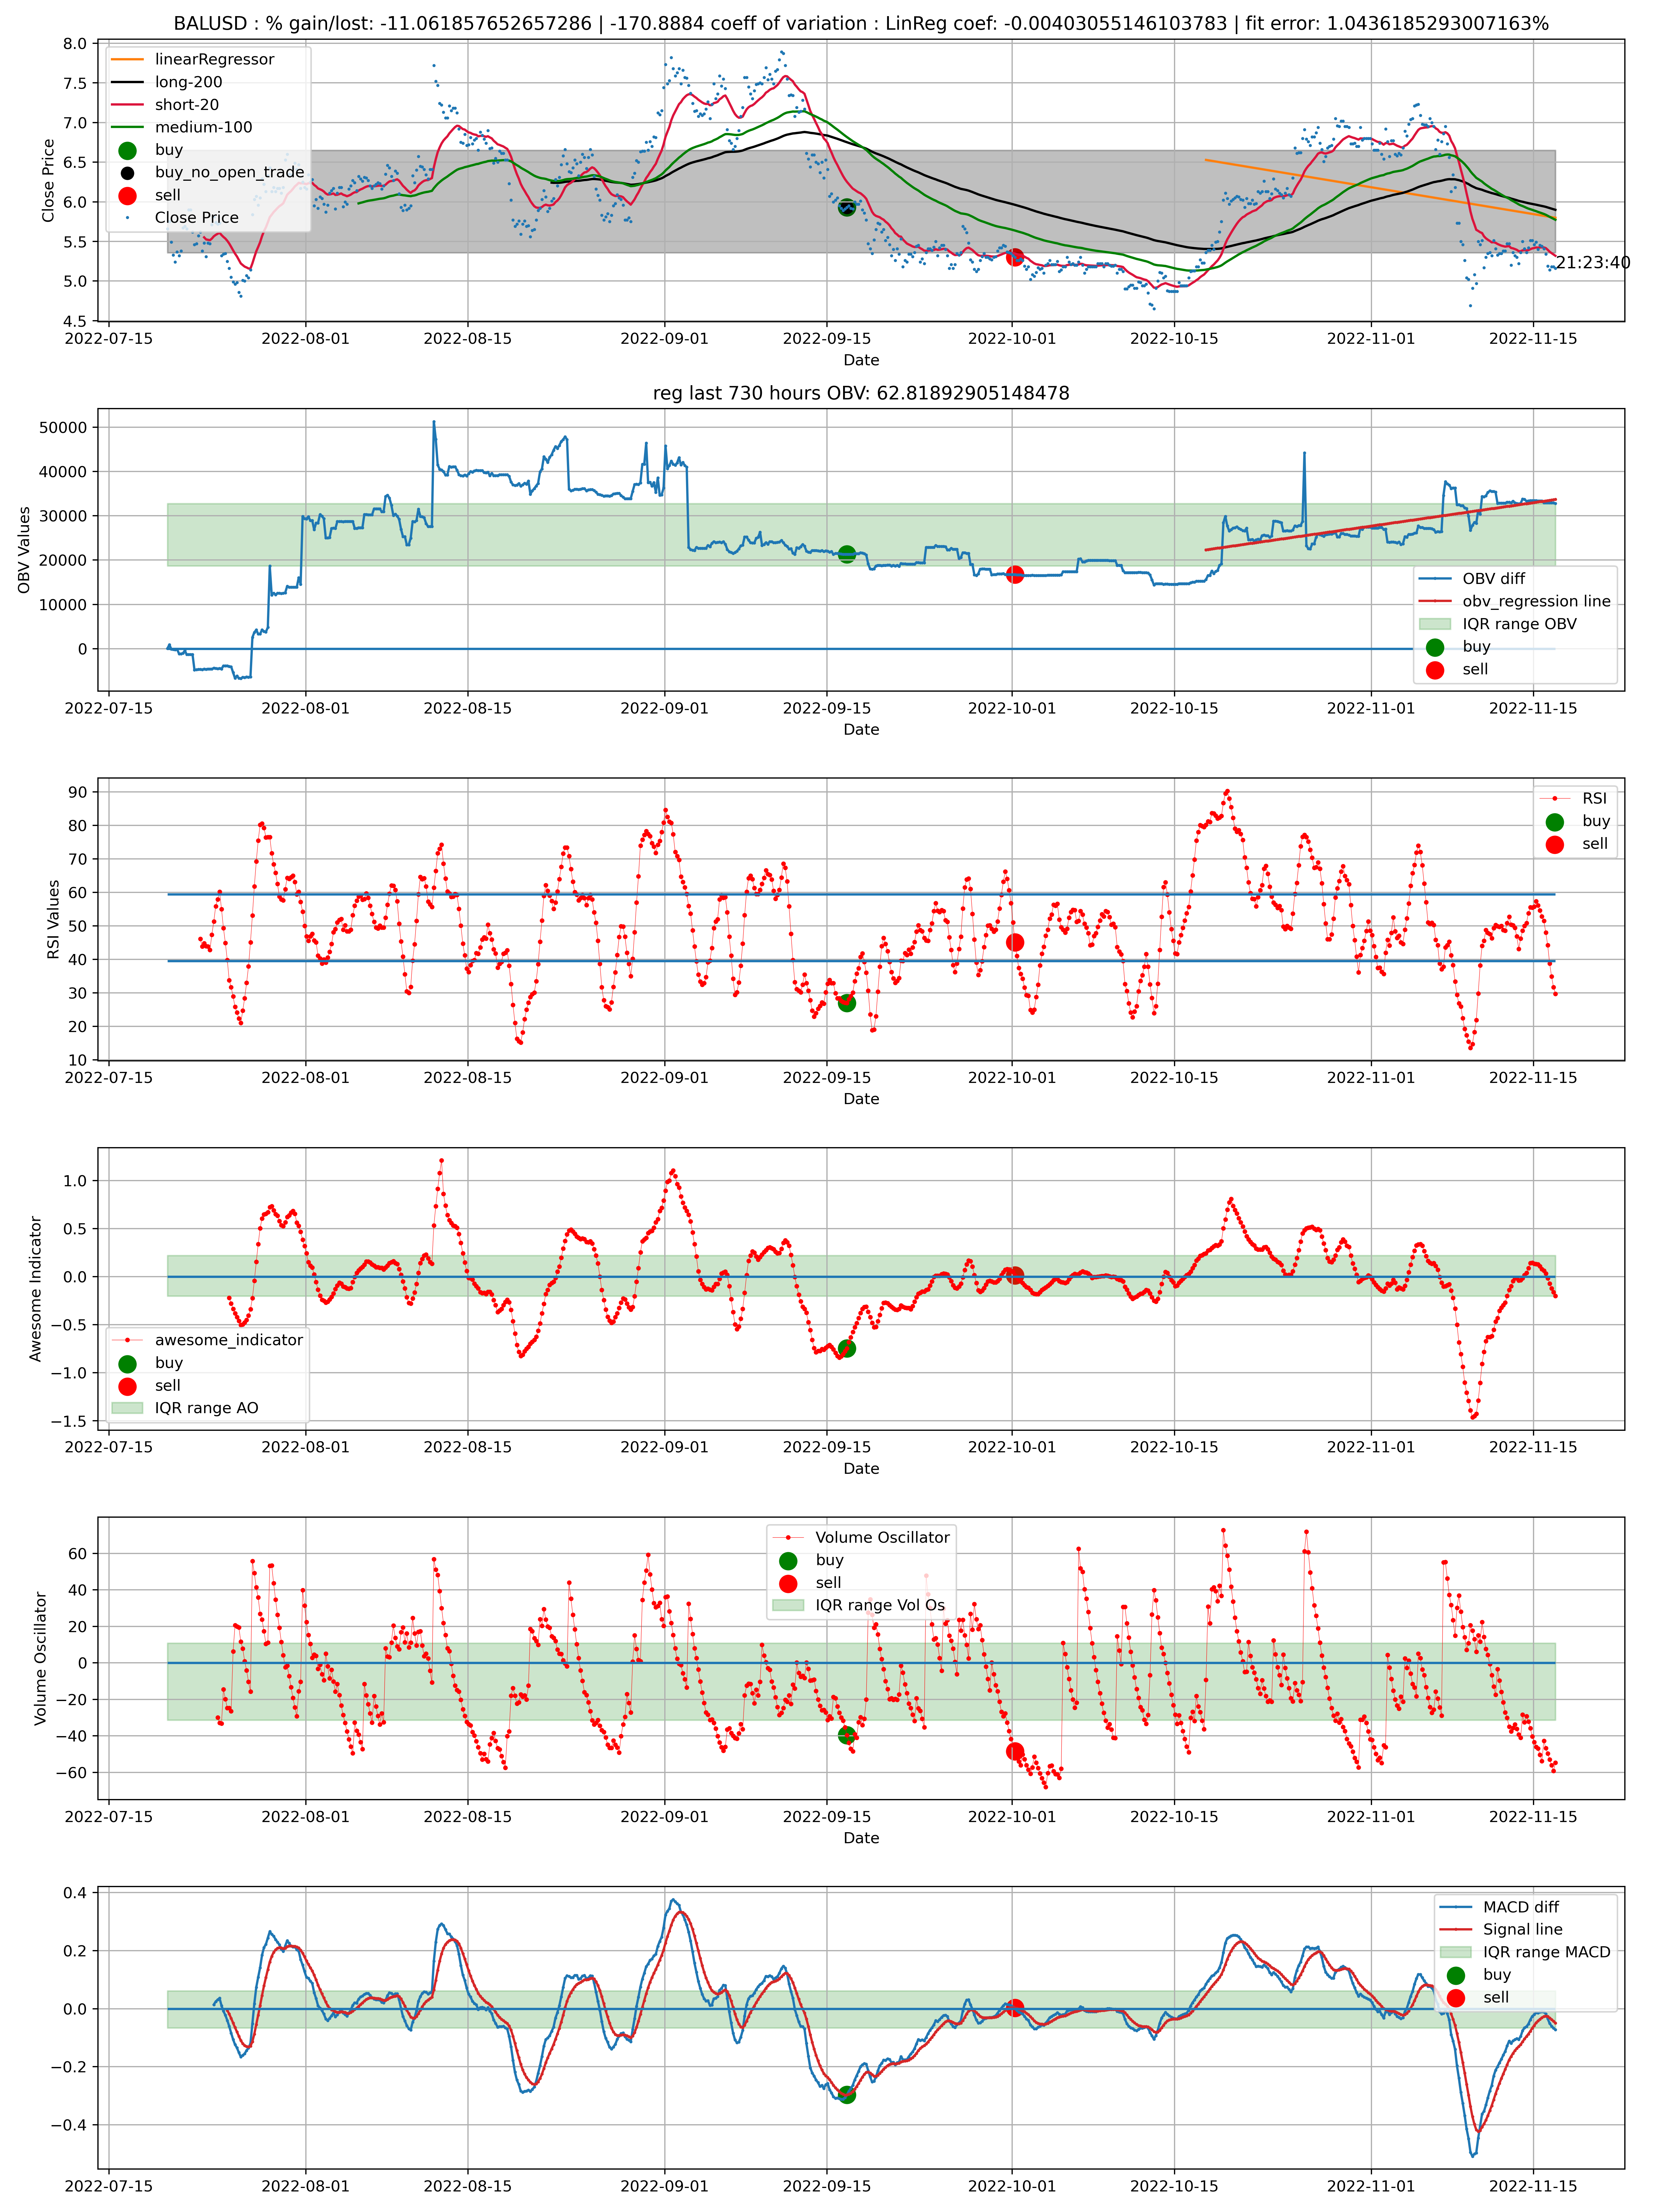 BALUSD : % gain/lost: -11.061857652657286 | -170.8884 coeff of variation : LinReg coef: -0.00403055146103783 | fit error: 1.0436185293007163%
8.0
7.5
7.0
6.5
6.0
5.5
5.0
4.5
Close Price
linearRegressor
long-200
short-20
medium-100
buy
buy_no_open_trade
sell
Close Price
21:23:40
2022-07-15 2022-08-01 2022-08-15 2022-09-01 2022-09-15 2022-10-01 2022-10-15 2022-11-01 2022-11-15
Date
reg last 730 hours OBV: 62.81892905148478
50000
40000
30000
20000
10000
0
OBV Values
OBV diff
obv_regression line
IQR range OBV
buy
sell
2022-07-15 2022-08-01 2022-08-15 2022-09-01 2022-09-15 2022-10-01 2022-10-15 2022-11-01 2022-11-15
Date
90
80
70
60
50
40
30
20
10
RSI Values
RSI
buy
sell
2022-07-15 2022-08-01 2022-08-15 2022-09-01 2022-09-15 2022-10-01 2022-10-15 2022-11-01 2022-11-15
Date
1.0
0.5
0.0
−0.5
−1.0
−1.5
Awesome Indicator
awesome_indicator
buy
sell
IQR range AO
2022-07-15 2022-08-01 2022-08-15 2022-09-01 2022-09-15 2022-10-01 2022-10-15 2022-11-01 2022-11-15
Date
60
40
20
0
−20
−40
−60
Volume Oscillator
Volume Oscillator
buy
sell
IQR range Vol Os
2022-07-15 2022-08-01 2022-08-15 2022-09-01 2022-09-15 2022-10-01 2022-10-15 2022-11-01 2022-11-15
Date
0.4
0.2
0.0
−0.2
−0.4
MACD diff
Signal line
IQR range MACD
buy
sell
2022-07-15 2022-08-01 2022-08-15 2022-09-01 2022-09-15 2022-10-01 2022-10-15 2022-11-01 2022-11-15